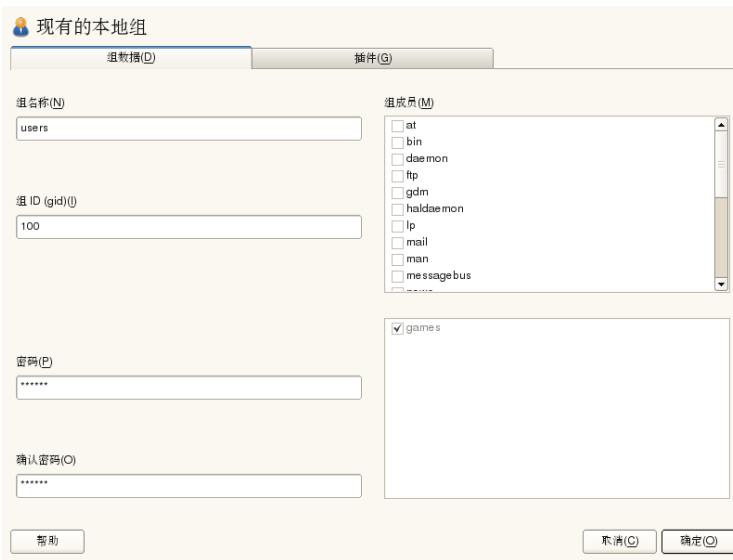 现有的本地组
组数据(D)
插件(G)
组名称(N)
users
组 ID (gid)(I)
100
密码(P)
******
确认密码(O)
******
组成员(M)
at
bin
daemon
ftp
gdm
haldaemon
lp
mail
man
messagebus
games
帮助
取消(C)
确定(O)